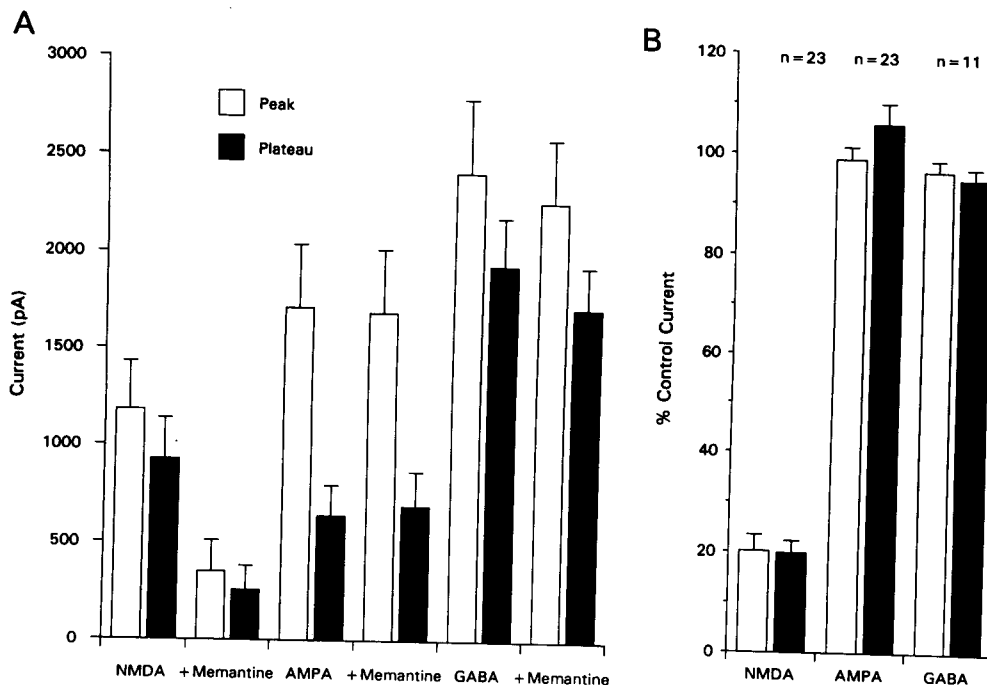 A
3000
2500
2000
1500
1000
500
0
Current (pA)
Peak
Plateau
NMDA
+ Memantine
AMPA
+ Memantine
GABA
+ Memantine
B
120
100
80
60
40
20
0
% Control Current
n = 23
n = 23
n = 11
NMDA
AMPA
GABA